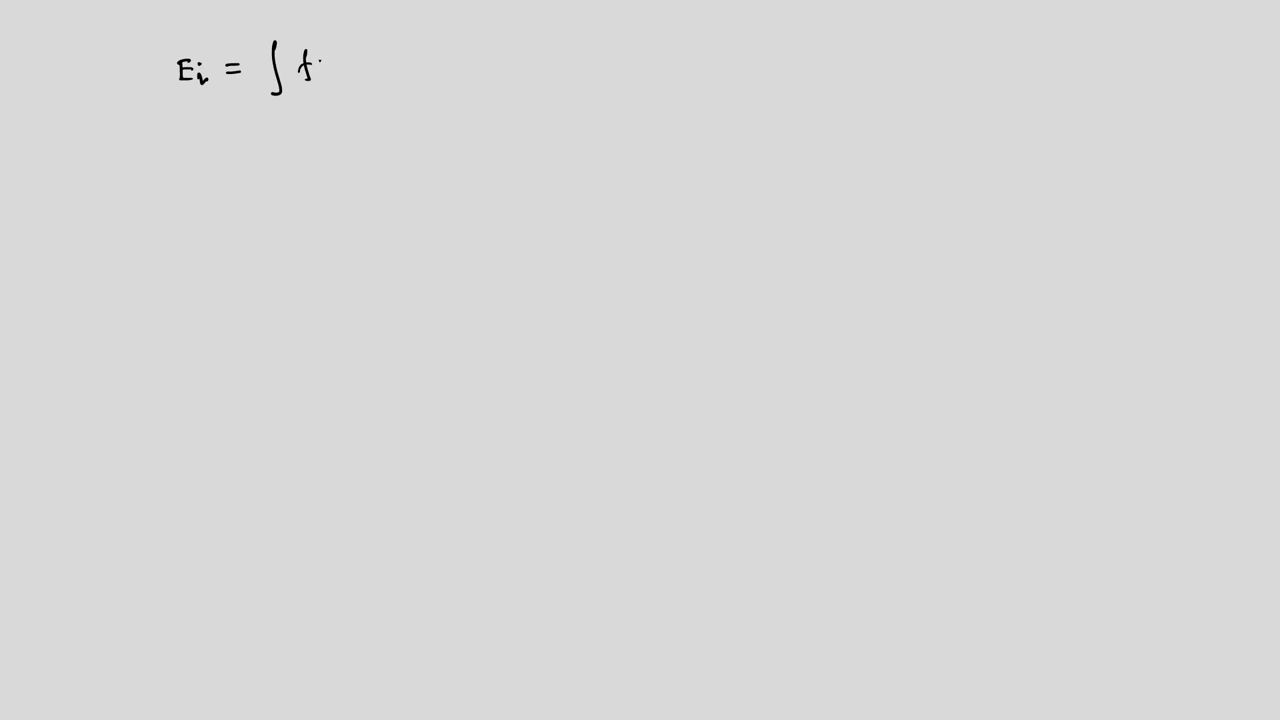 Ei = ∫ f